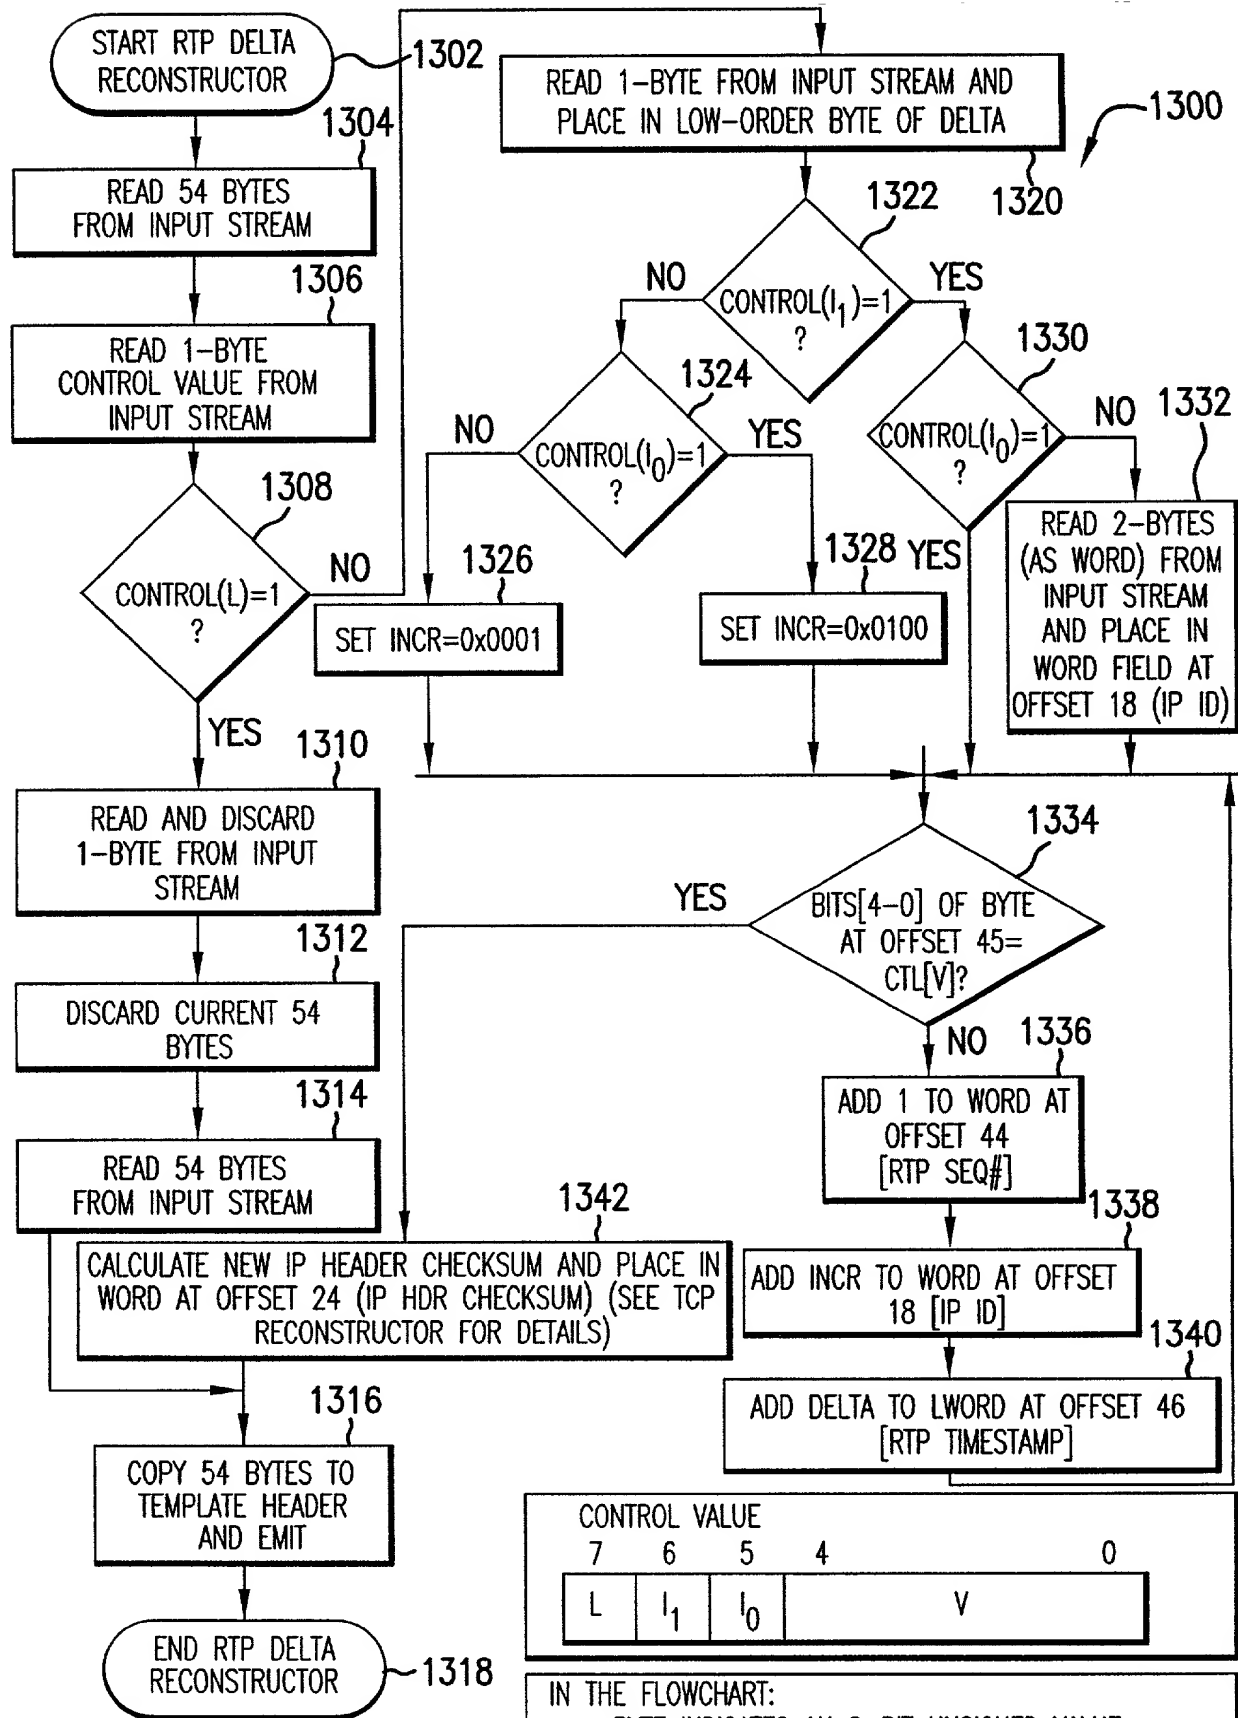 START RTP DELTA
RECONSTRUCTOR
1302
1304
READ 54 BYTES
FROM INPUT STREAM
1306
READ 1-BYTE
CONTROL VALUE FROM
INPUT STREAM
1308
CONTROL(L)=1
?
NO
YES
1310
READ AND DISCARD
1-BYTE FROM INPUT
STREAM
1312
DISCARD CURRENT 54
BYTES
1314
READ 54 BYTES
FROM INPUT STREAM
1300
READ 1-BYTE FROM INPUT STREAM AND
PLACE IN LOW-ORDER BYTE OF DELTA
1320
1322
CONTROL(I₁)=1
?
NO
YES
1324
CONTROL(I₀)=1
?
NO
YES
1326
SET INCR=0x0001
1328
SET INCR=0x0100
1330
CONTROL(I₀)=1
?
NO
YES
1332
READ 2-BYTES
(AS WORD) FROM
INPUT STREAM
AND PLACE IN
WORD FIELD AT
OFFSET 18 (IP ID)
1334
BITS[4-0] OF BYTE
AT OFFSET 45=
CTL[V]?
YES
NO
1336
ADD 1 TO WORD AT
OFFSET 44
[RTP SEQ#]
1338
ADD INCR TO WORD AT OFFSET
18 [IP ID]
1340
ADD DELTA TO LWORD AT OFFSET 46
[RTP TIMESTAMP]
1342
CALCULATE NEW IP HEADER CHECKSUM AND PLACE IN
WORD AT OFFSET 24 (IP HDR CHECKSUM) (SEE TCP
RECONSTRUCTOR FOR DETAILS)
1316
COPY 54 BYTES TO
TEMPLATE HEADER
AND EMIT
END RTP DELTA
RECONSTRUCTOR
1318
CONTROL VALUE
7 6 5 4 0
L I₁ I₀ V
IN THE FLOWCHART: